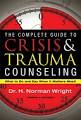 THE COMPLETE GUIDE TO
CRISIS &
TRAUMA
COUNSELING
What to Do and Say When It Matters Most!
Dr. H. Norman Wright